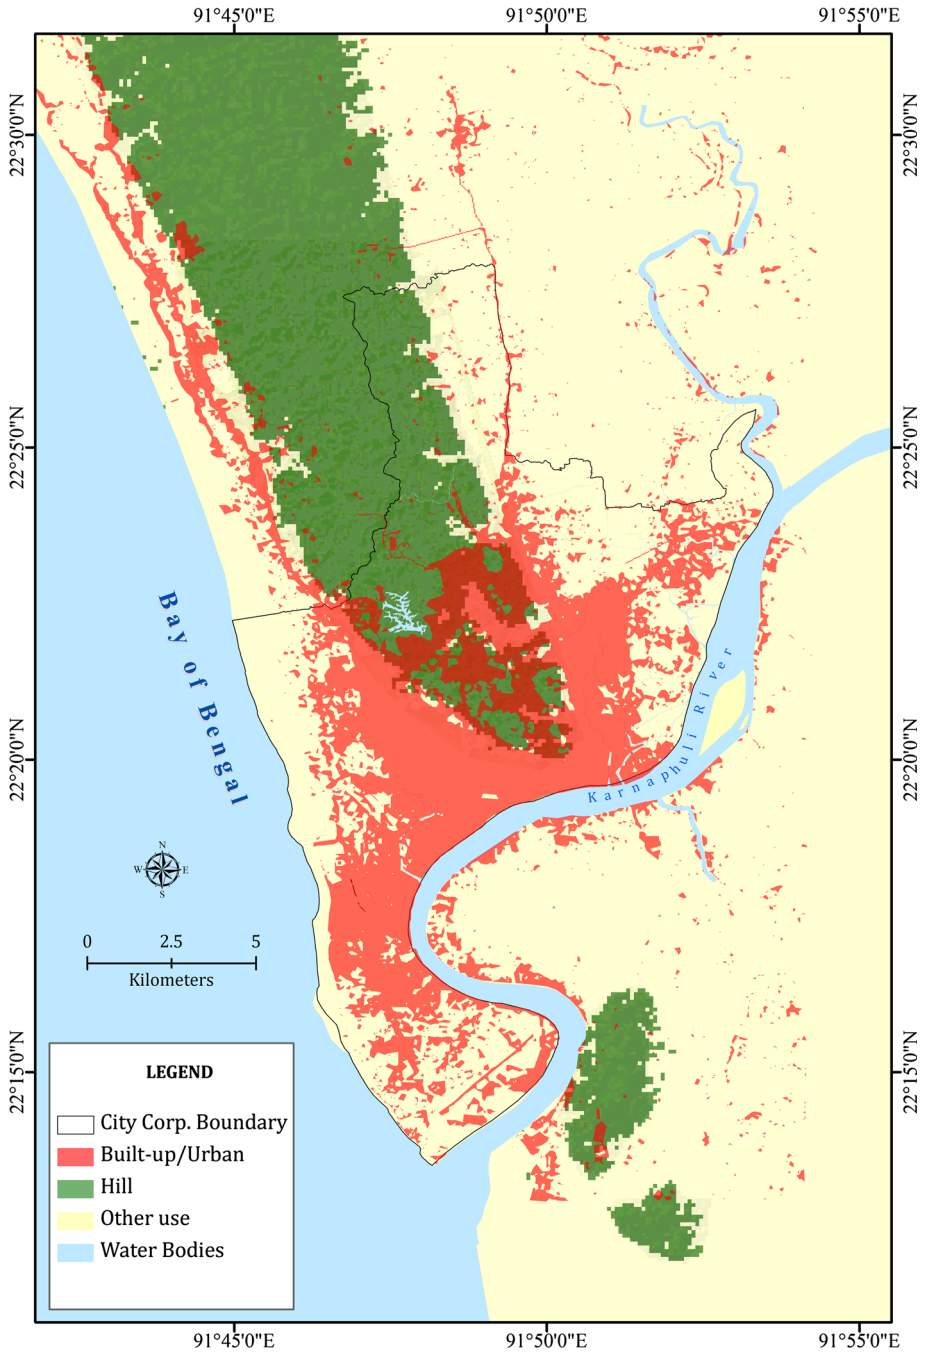 91°45'0"E 91°50'0"E 91°55'0"E
22°30'0"N 22°30'0"N
22°25'0"N 22°25'0"N
Bay of Bengal
Karnaphuli River
22°20'0"N 22°20'0"N
N
W E
S
0 2.5 5
Kilometers
22°15'0"N 22°15'0"N
LEGEND
City Corp. Boundary
Built-up/Urban
Hill
Other use
Water Bodies
91°45'0"E 91°50'0"E 91°55'0"E